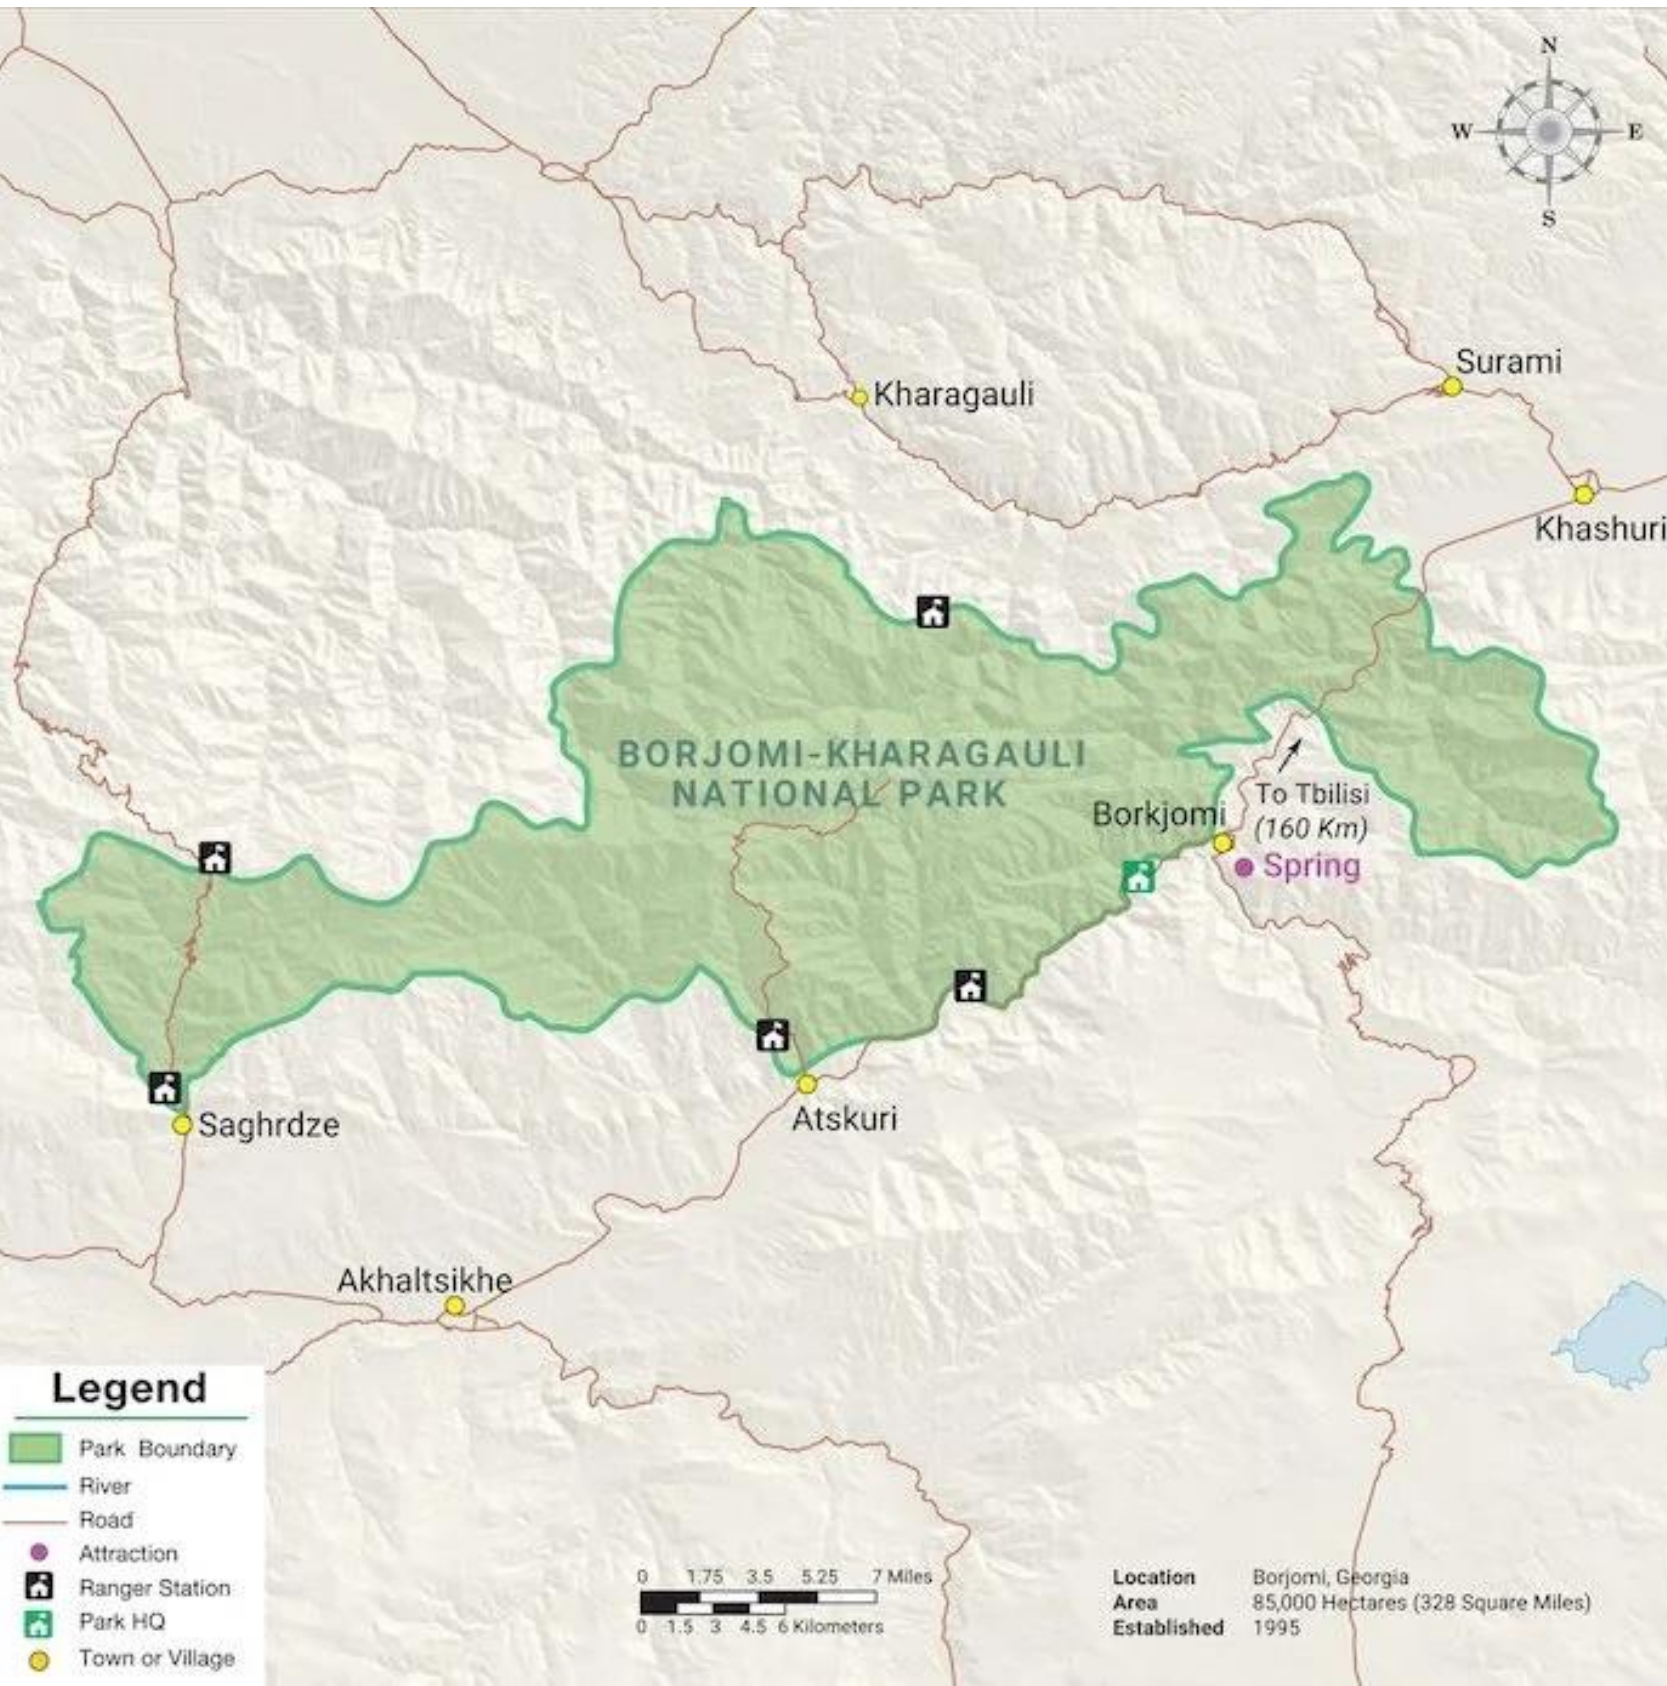 N
W E
S
Surami
Kharagauli
Khashuri
BORJOMI-KHARAGAULI
NATIONAL PARK
To Tbilisi
(160 Km)
Borkjomi
Spring
Atskuri
Saghrdze
Akhaltsikhe
Legend
Park Boundary
River
Road
Attraction
Ranger Station
Park HQ
Town or Village
0 1.75 3.5 5.25 7 Miles
0 1.5 3 4.5 6 Kilometers
Location Borjomi, Georgia
Area 85,000 Hectares (328 Square Miles)
Established 1995